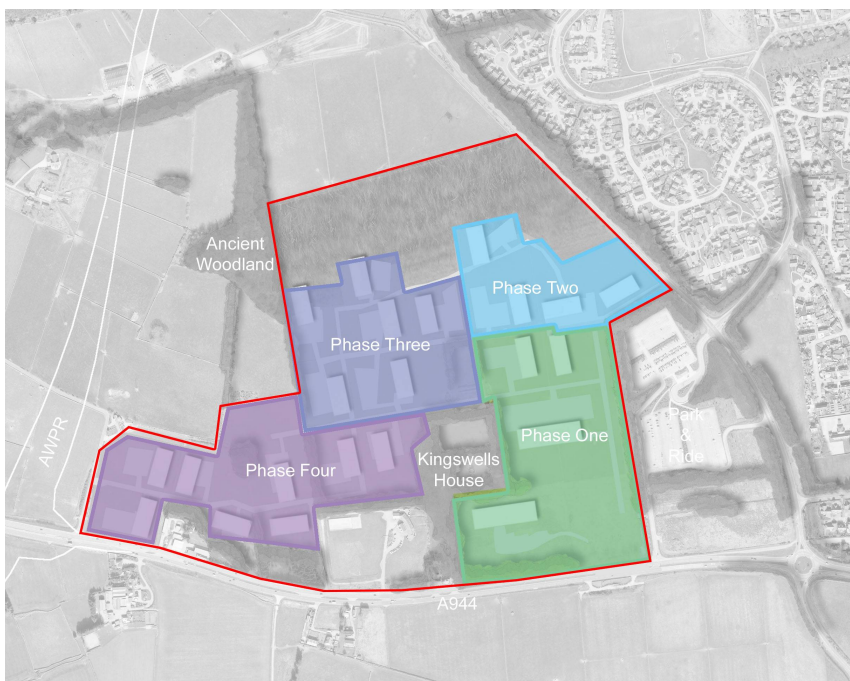 Ancient
Woodland
Phase Two
Phase Three
Park
&
Ride
Phase One
AWPR
Kingswells
House
Phase Four
A944